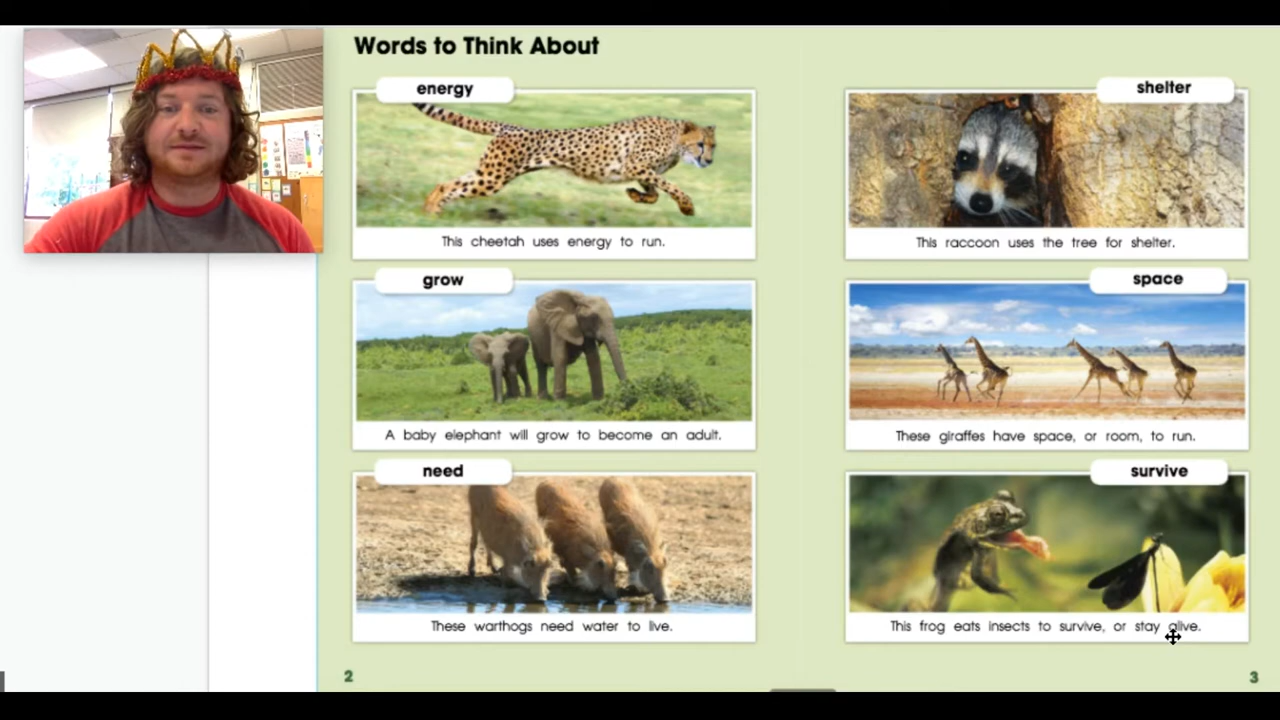 Words to Think About
energy
This cheetah uses energy to run.
grow
A baby elephant will grow to become an adult.
need
These warthogs need water to live.
2
shelter
This raccoon uses the tree for shelter.
space
These giraffes have space, or room, to run.
survive
This frog eats insects to survive, or stay alive.
3